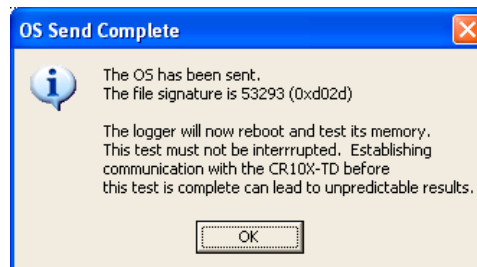 OS Send Complete
The OS has been sent.
The file signature is 53293 (0xd02d)
The logger will now reboot and test its memory.
This test must not be interrrupted. Establishing
communication with the CR10X-TD before
this test is complete can lead to unpredictable results.
OK